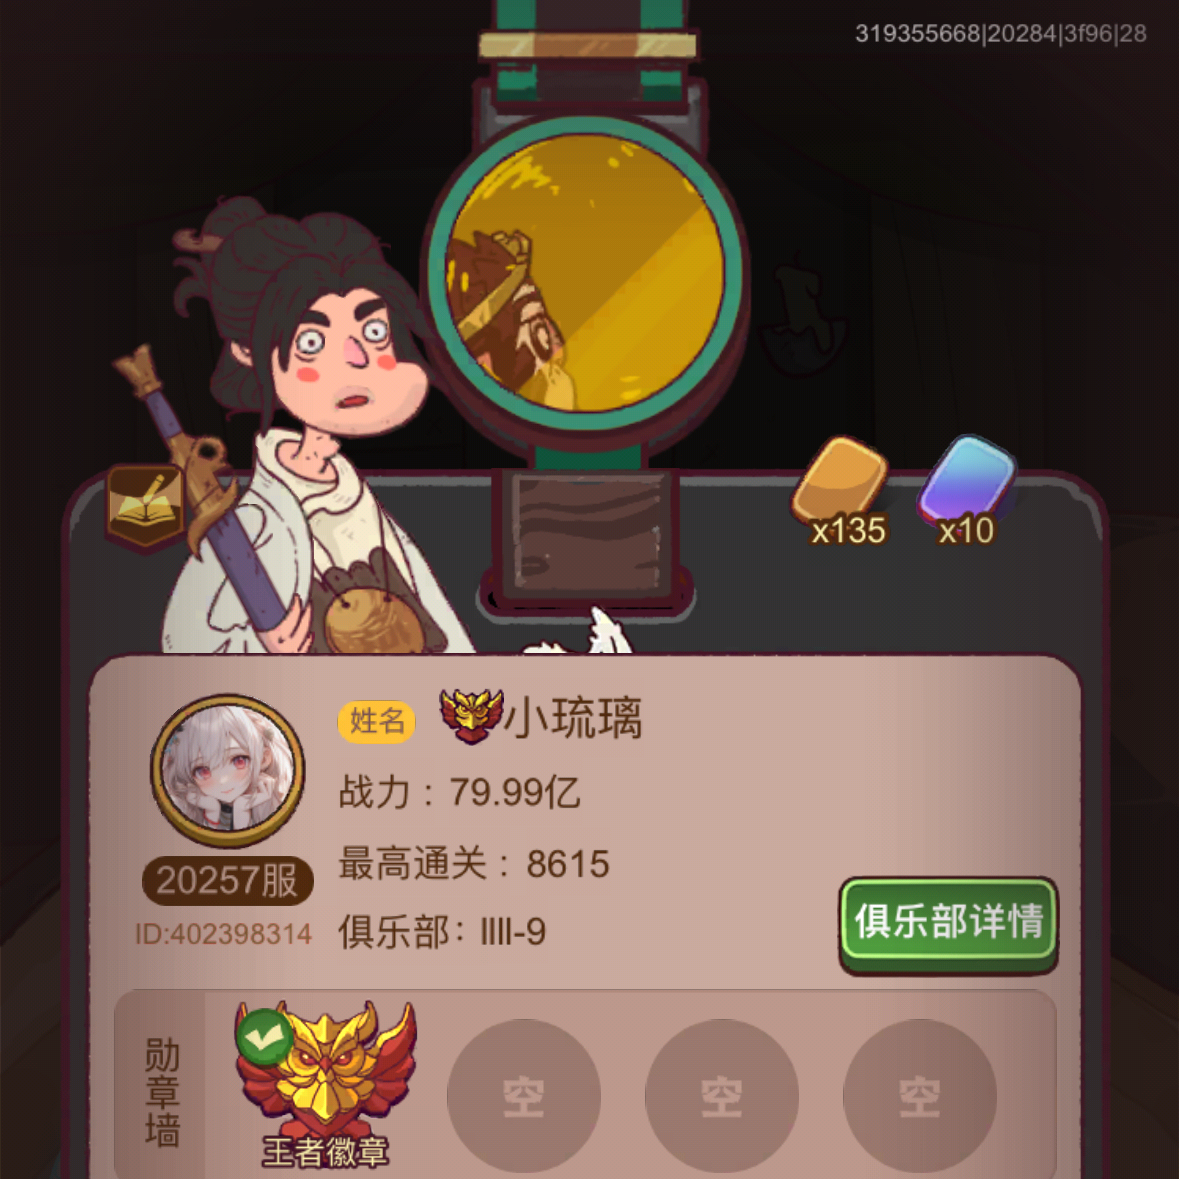 319355668|20284|3f96|28
x135
x10
姓名
小琉璃
战力：79.99亿
最高通关：8615
20257服
ID:402398314
俱乐部：llll-9
俱乐部详情
勋章墙
空
空
空
王者徽章